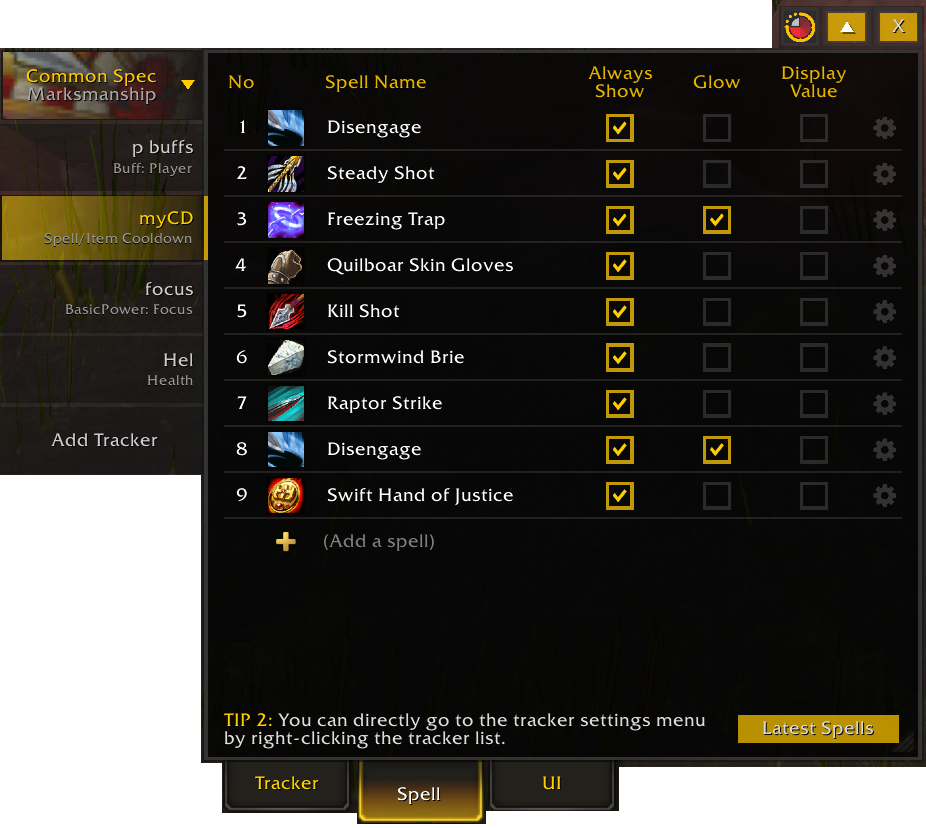 X
Common Spec
Marksmanship
p buffs
Buff: Player
myCD
Spell/Item Cooldown
focus
BasicPower: Focus
Hel
Health
Add Tracker
No Spell Name Always Show Glow Display Value
1 Disengage
2 Steady Shot
3 Freezing Trap
4 Quilboar Skin Gloves
5 Kill Shot
6 Stormwind Brie
7 Raptor Strike
8 Disengage
9 Swift Hand of Justice
(Add a spell)
TIP 2: You can directly go to the tracker settings menu
by right-clicking the tracker list.
Latest Spells
Tracker Spell UI